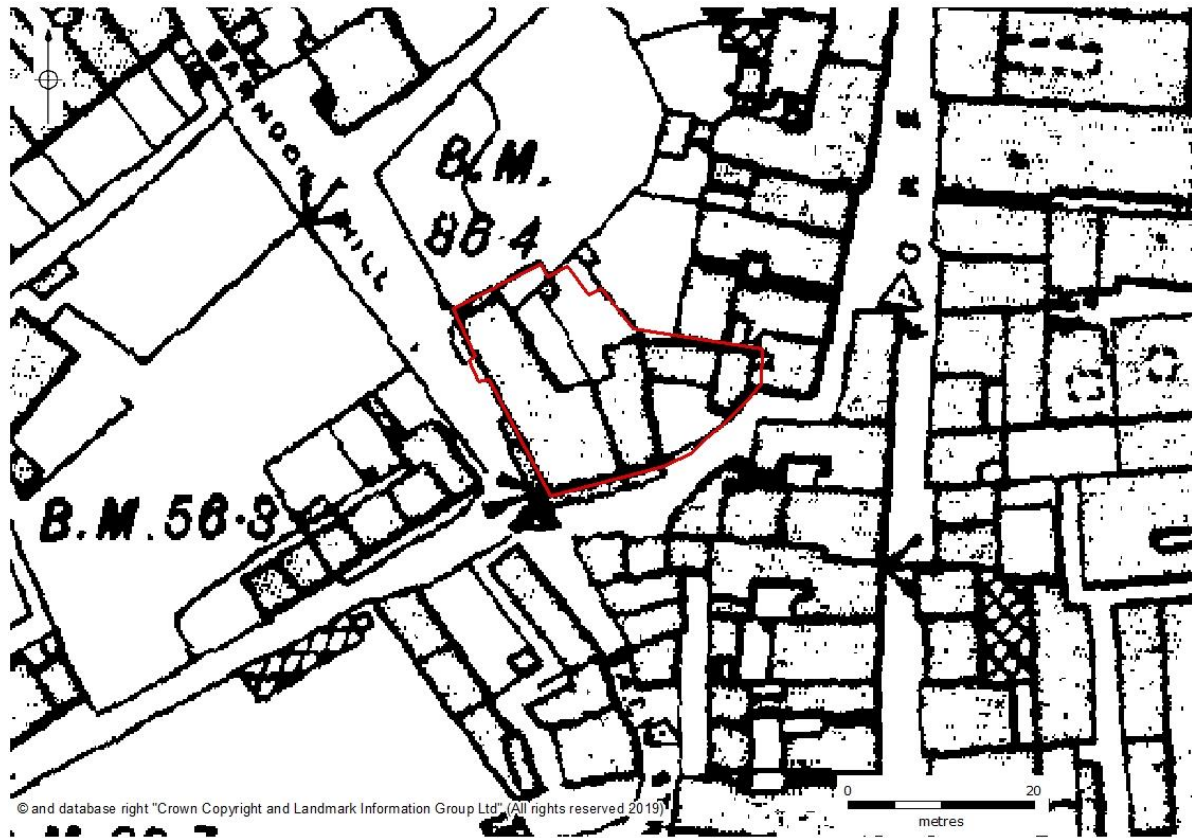 BARNOON HILL
B.M.
86·4
B.M.56·3
0 20
metres
© and database right "Crown Copyright and Landmark Information Group Ltd" (All rights reserved 2019)